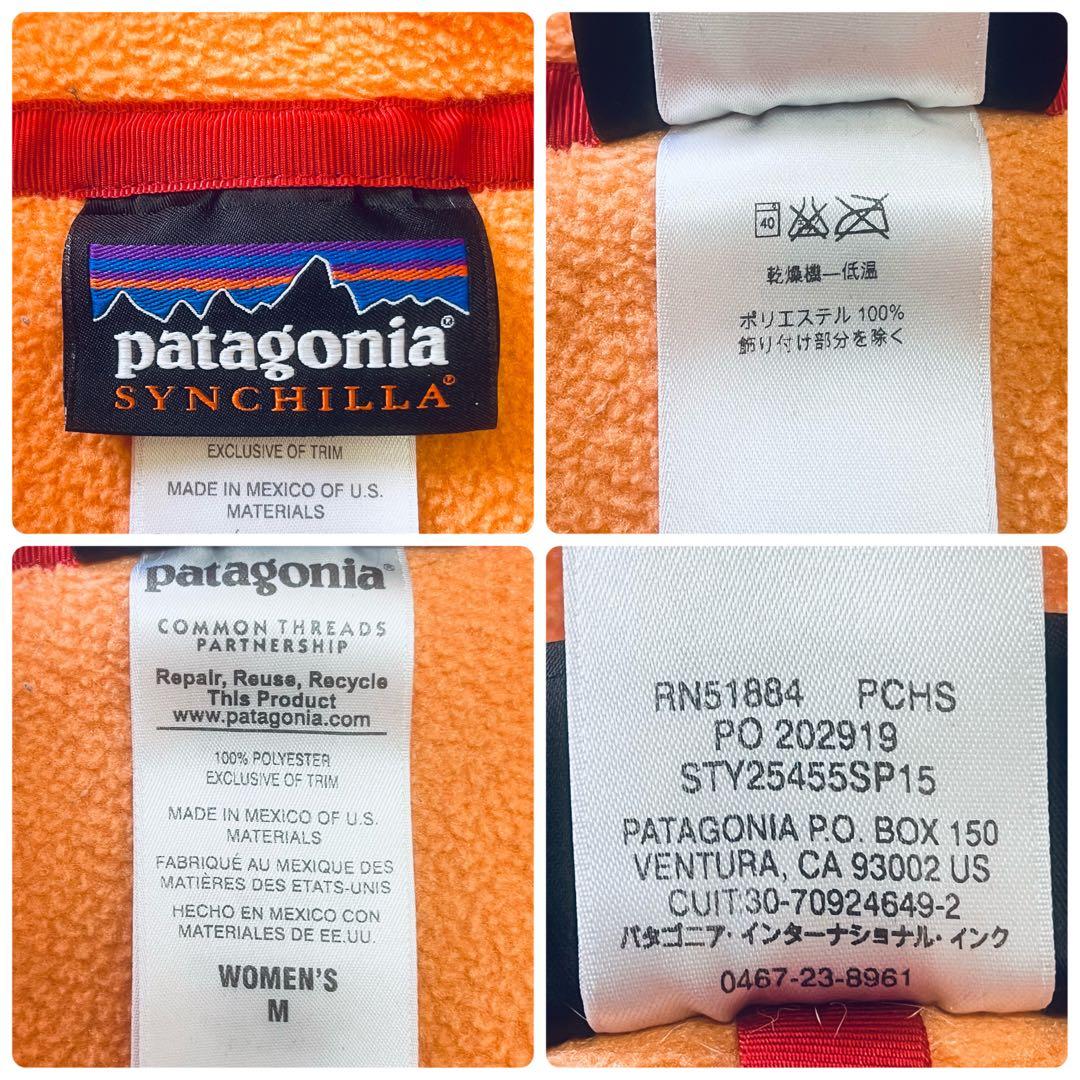 patagonia®
SYNCHILLA®
EXCLUSIVE OF TRIM
MADE IN MEXICO OF U.S.
MATERIALS
40
乾燥機—低温
ポリエステル 100%
飾り付け部分を除く
patagonia®
COMMON THREADS
PARTNERSHIP
Repair, Reuse, Recycle
This Product
www.patagonia.com
100% POLYESTER
EXCLUSIVE OF TRIM
MADE IN MEXICO OF U.S.
MATERIALS
FABRIQUÉ AU MEXIQUE DES
MATIÈRES DES ETATS-UNIS
HECHO EN MEXICO CON
MATERIALES DE EE.UU.
WOMEN'S
M
RN51884 PCHS
PO 202919
STY25455SP15
PATAGONIA P.O. BOX 150
VENTURA, CA 93002 US
CUIT:30-70924649-2
パタゴニア・インターナショナル・インク
0467-23-8961